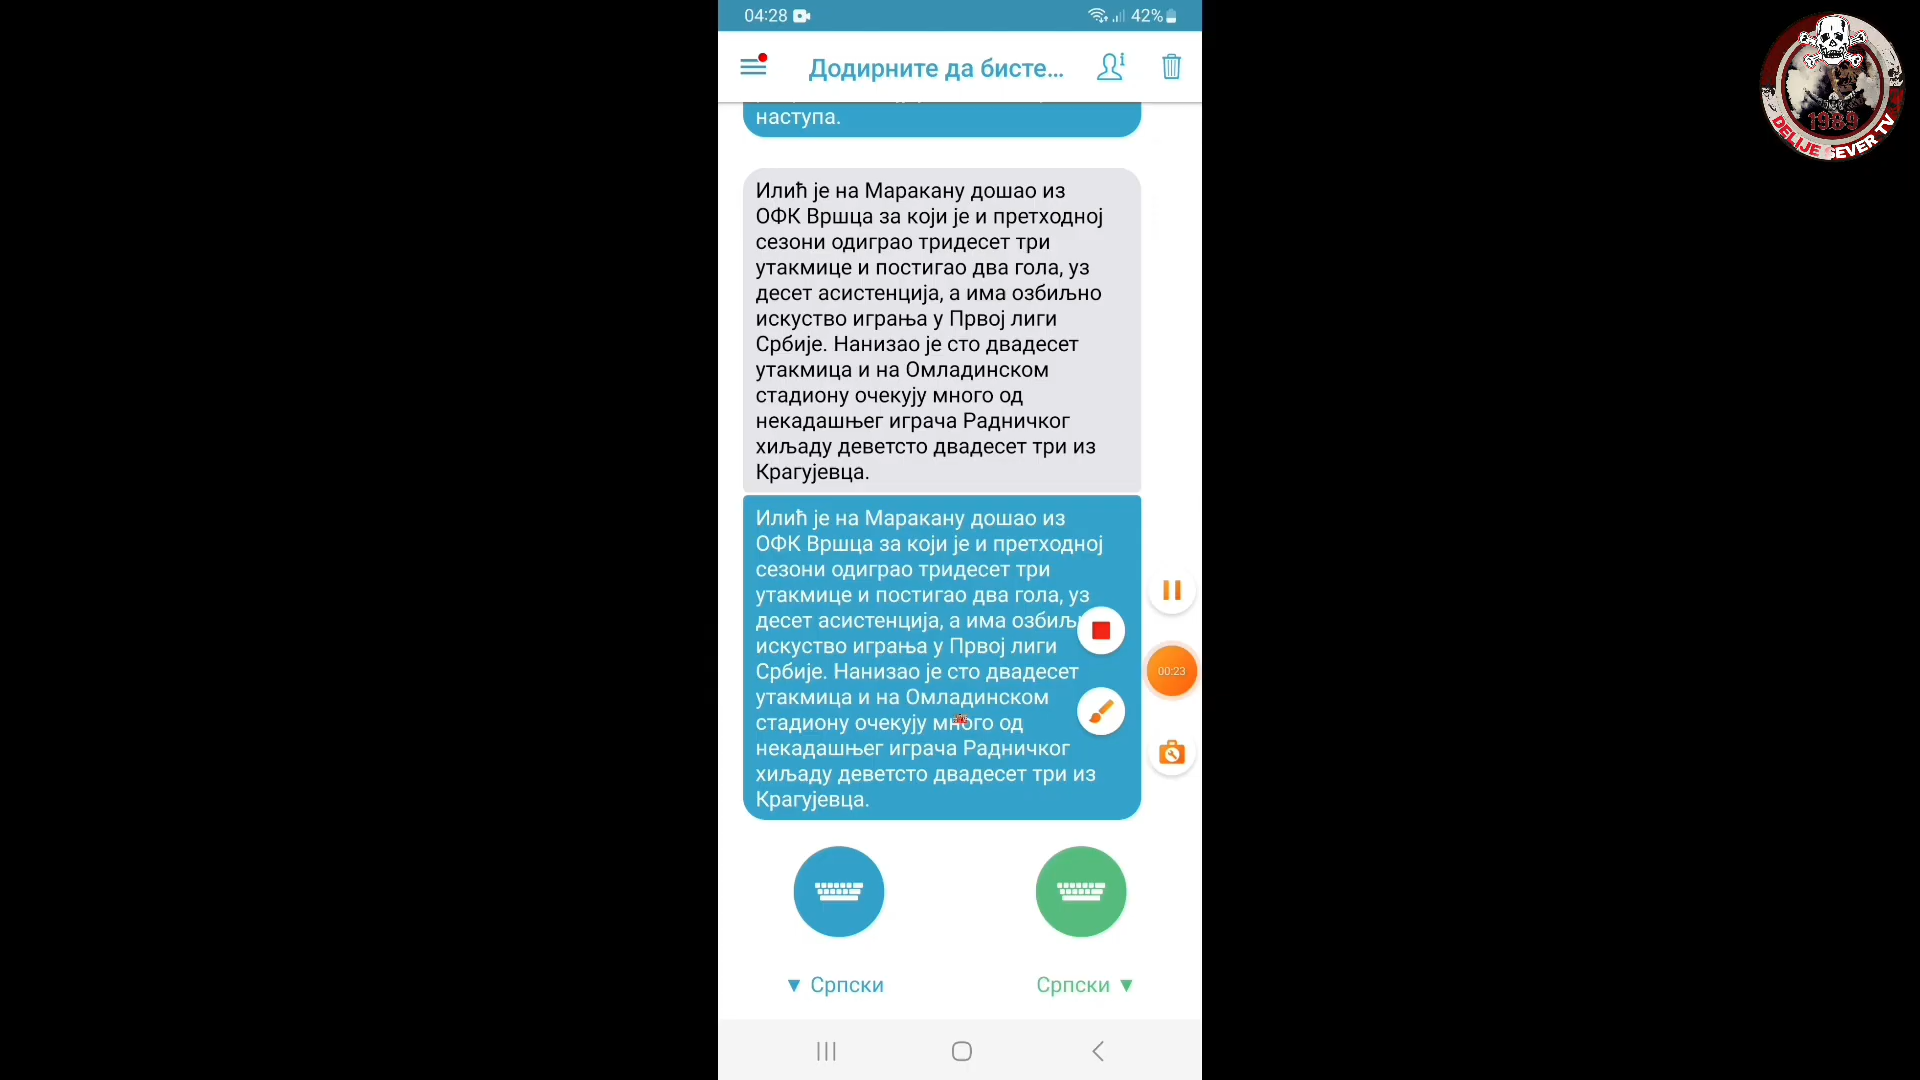 04:28
42%
Додирните да бисте...
наступа.
Илић је на Маракану дошао из
ОФК Вршца за који је и претходној
сезони одиграо тридесет три
утакмице и постигао два гола, уз
десет асистенција, а има озбиљно
искуство играња у Првој лиги
Србије. Нанизао је сто двадесет
утакмица и на Омладинском
стадиону очекују много од
некадашњег играча Радничког
хиљаду деветсто двадесет три из
Крагујевца.
Илић је на Маракану дошао из
ОФК Вршца за који је и претходној
сезони одиграо тридесет три
утакмице и постигао два гола, уз
десет асистенција, а има озбиљ
искуство играња у Првој лиги
Србије. Нанизао је сто двадесет
утакмица и на Омладинском
стадиону очекују много од
некадашњег играча Радничког
хиљаду деветсто двадесет три из
Крагујевца.
00:23
▼ Српски
Српски ▼
1989
DELIJE SEVER TV